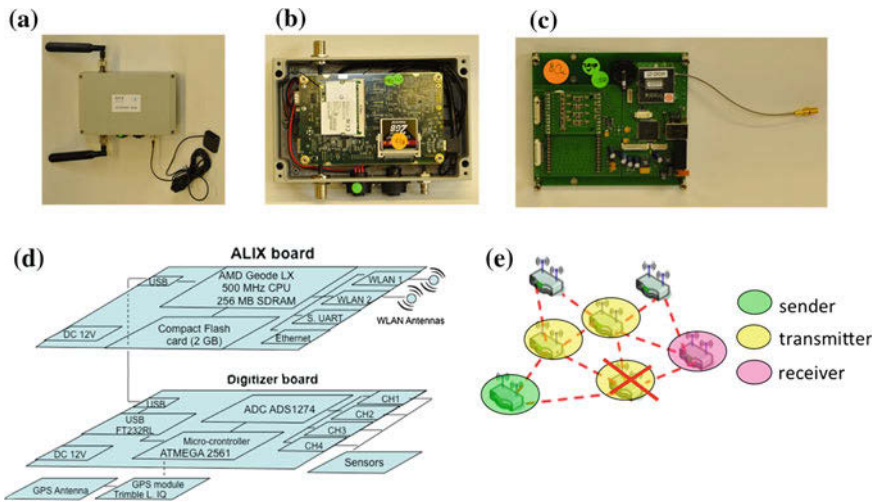 (a)
(b)
(c)
2GB
(d)
ALIX board
USB
AMD Geode LX
500 MHz CPU
256 MB SDRAM
WLAN 1
WLAN 2
S. UART
Ethernet
WLAN Antennas
DC 12V
Compact Flash
card (2 GB)
Digitizer board
USB
USB
FT232RL
ADC ADS1274
CH1
CH2
CH3
CH4
DC 12V
Micro-crontroller
ATMEGA 2561
Sensors
GPS Antenna
GPS module
Trimble L. IQ
(e)
sender
transmitter
receiver